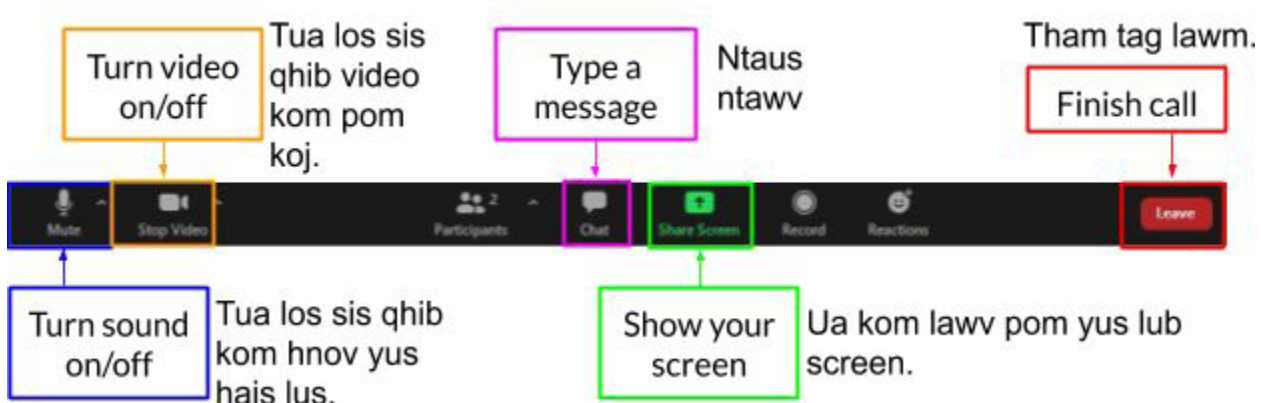 Turn video
on/off
Tua los sis
qhib video
kom pom
koj.
Type a
message
Ntaus
ntawv
Tham tag lawm.
Finish call
Mute
Stop Video
2
Participants
Chat
Share Screen
Record
Reactions
Leave
Turn sound
on/off
Tua los sis qhib
kom hnov yus
hais lus.
Show your
screen
Ua kom lawv pom yus lub
screen.